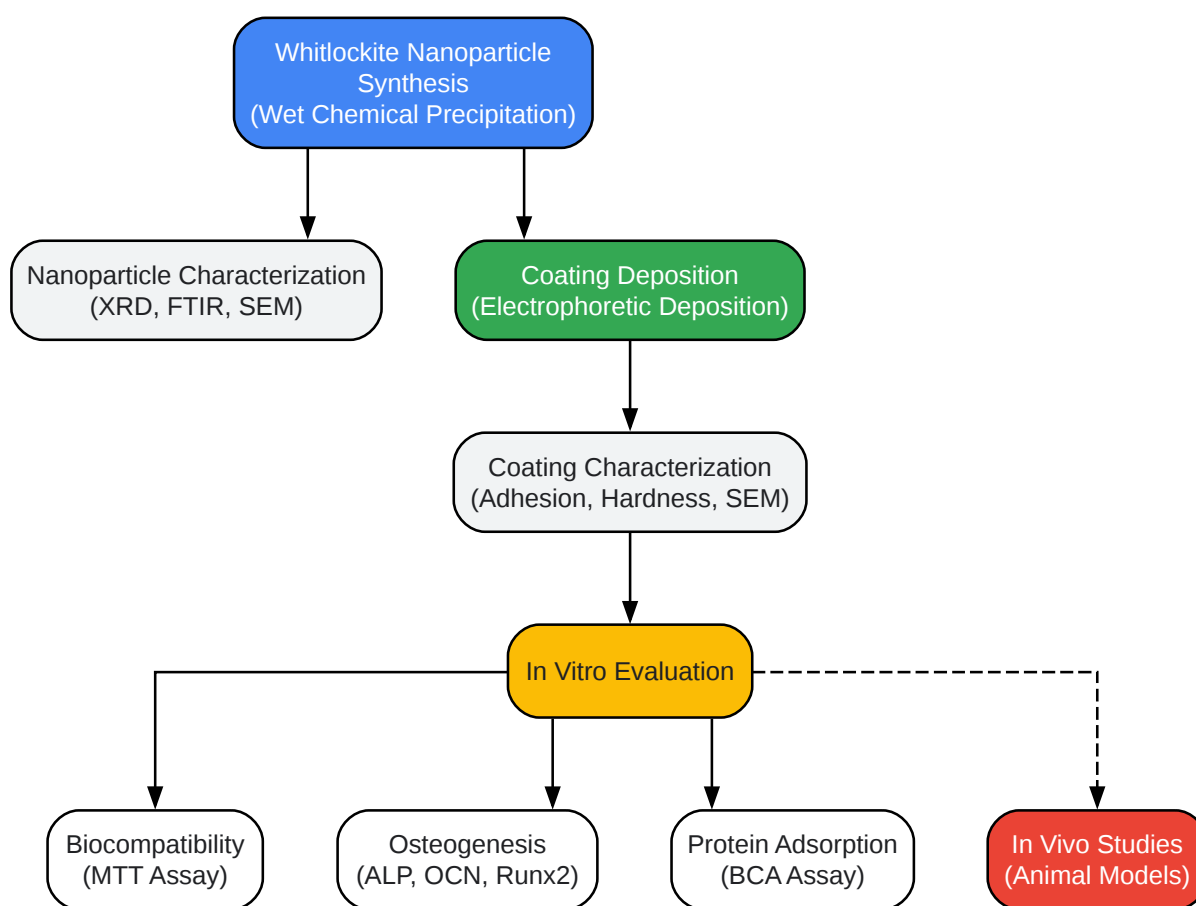 Whitlockite Nanoparticle
Synthesis
(Wet Chemical Precipitation)
Nanoparticle Characterization
(XRD, FTIR, SEM)
Coating Deposition
(Electrophoretic Deposition)
Coating Characterization
(Adhesion, Hardness, SEM)
In Vitro Evaluation
Biocompatibility
(MTT Assay)
Osteogenesis
(ALP, OCN, Runx2)
Protein Adsorption
(BCA Assay)
In Vivo Studies
(Animal Models)